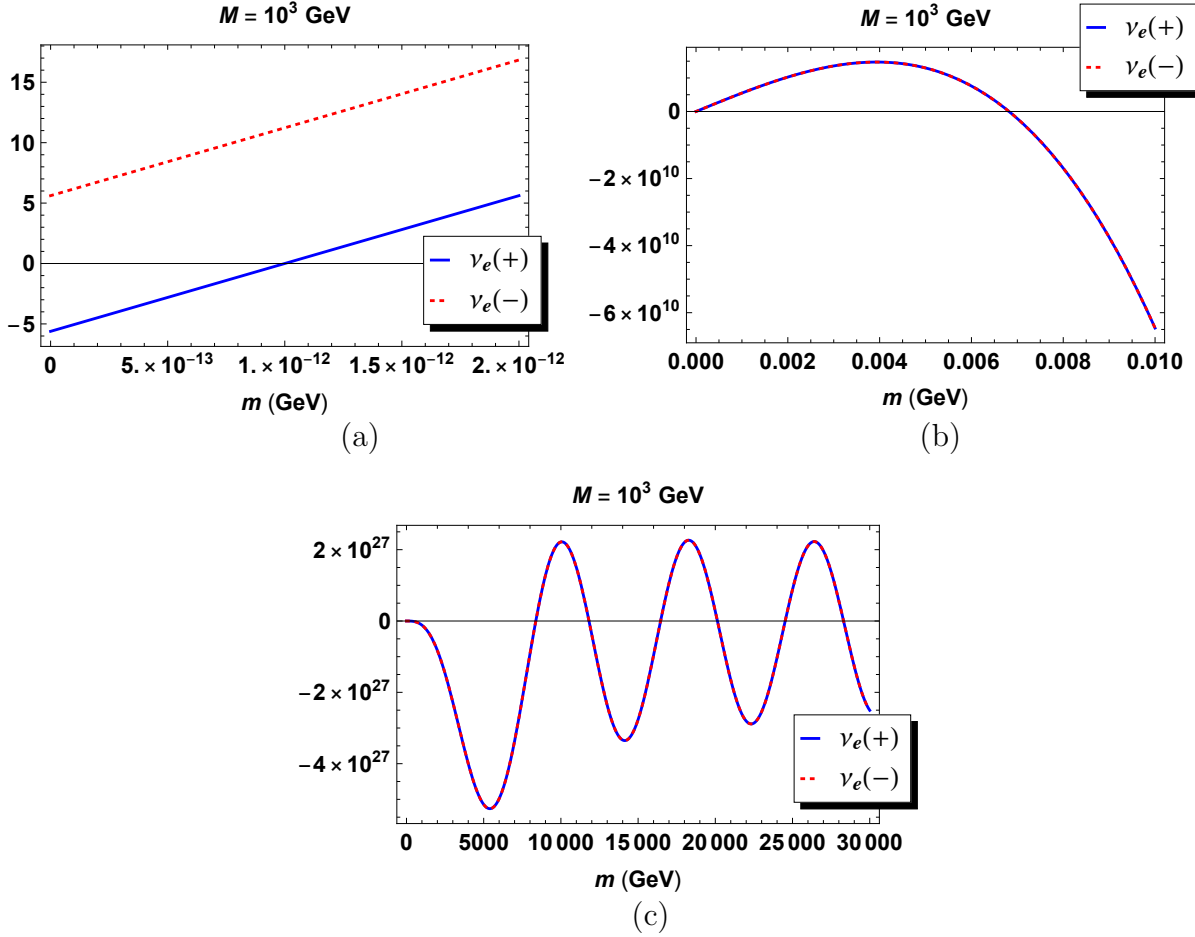 M = 10³ GeV
15
10
5
0
−5
0 5. × 10⁻¹³ 1. × 10⁻¹² 1.5 × 10⁻¹² 2. × 10⁻¹²
m (GeV)
νₑ(+)
νₑ(−)
(a)
M = 10³ GeV
νₑ(+)
νₑ(−)
0
−2 × 10¹⁰
−4 × 10¹⁰
−6 × 10¹⁰
0.000 0.002 0.004 0.006 0.008 0.010
m (GeV)
(b)
M = 10³ GeV
2 × 10²⁷
0
−2 × 10²⁷
−4 × 10²⁷
νₑ(+)
νₑ(−)
0 5000 10 000 15 000 20 000 25 000 30 000
m (GeV)
(c)